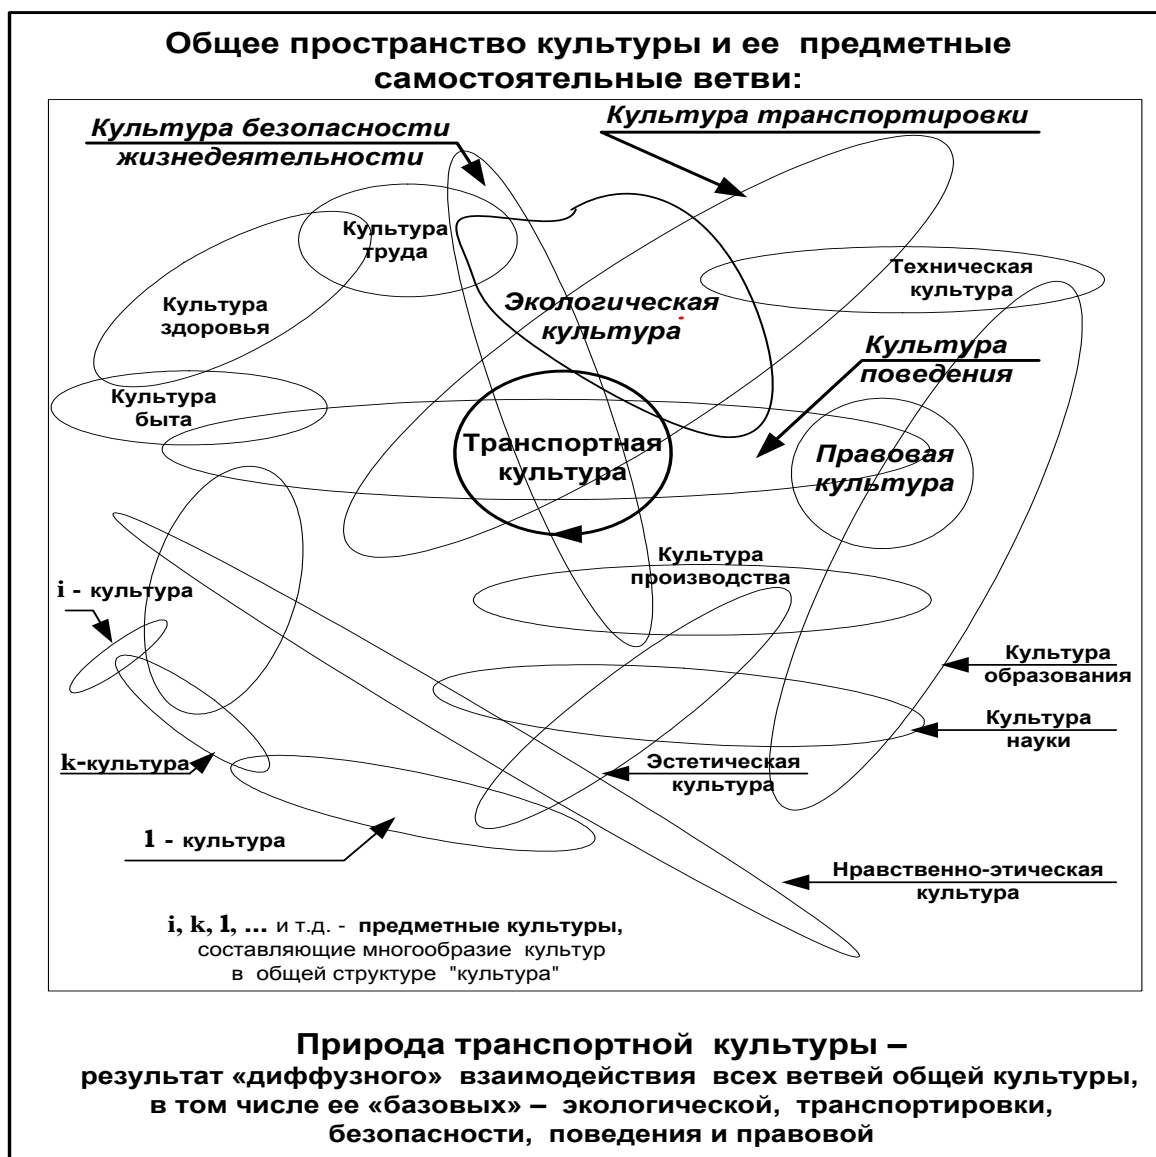 Общее пространство культуры и ее предметные
самостоятельные ветви:
Культура безопасности
жизнедеятельности
Культура транспортировки
Культура
труда
Культура
здоровья
Экологическая
культура
Техническая
культура
Культура
поведения
Культура
быта
Транспортная
культура
Правовая
культура
Культура
производства
i - культура
Культура
образования
Культура
науки
k-культура
Эстетическая
культура
l - культура
Нравственно-этическая
культура
i, k, l, ... и т.д. - предметные культуры,
составляющие многообразие культур
в общей структуре "культура"
Природа транспортной культуры –
результат «диффузного» взаимодействия всех ветвей общей культуры,
в том числе ее «базовых» – экологической, транспортировки,
безопасности, поведения и правовой